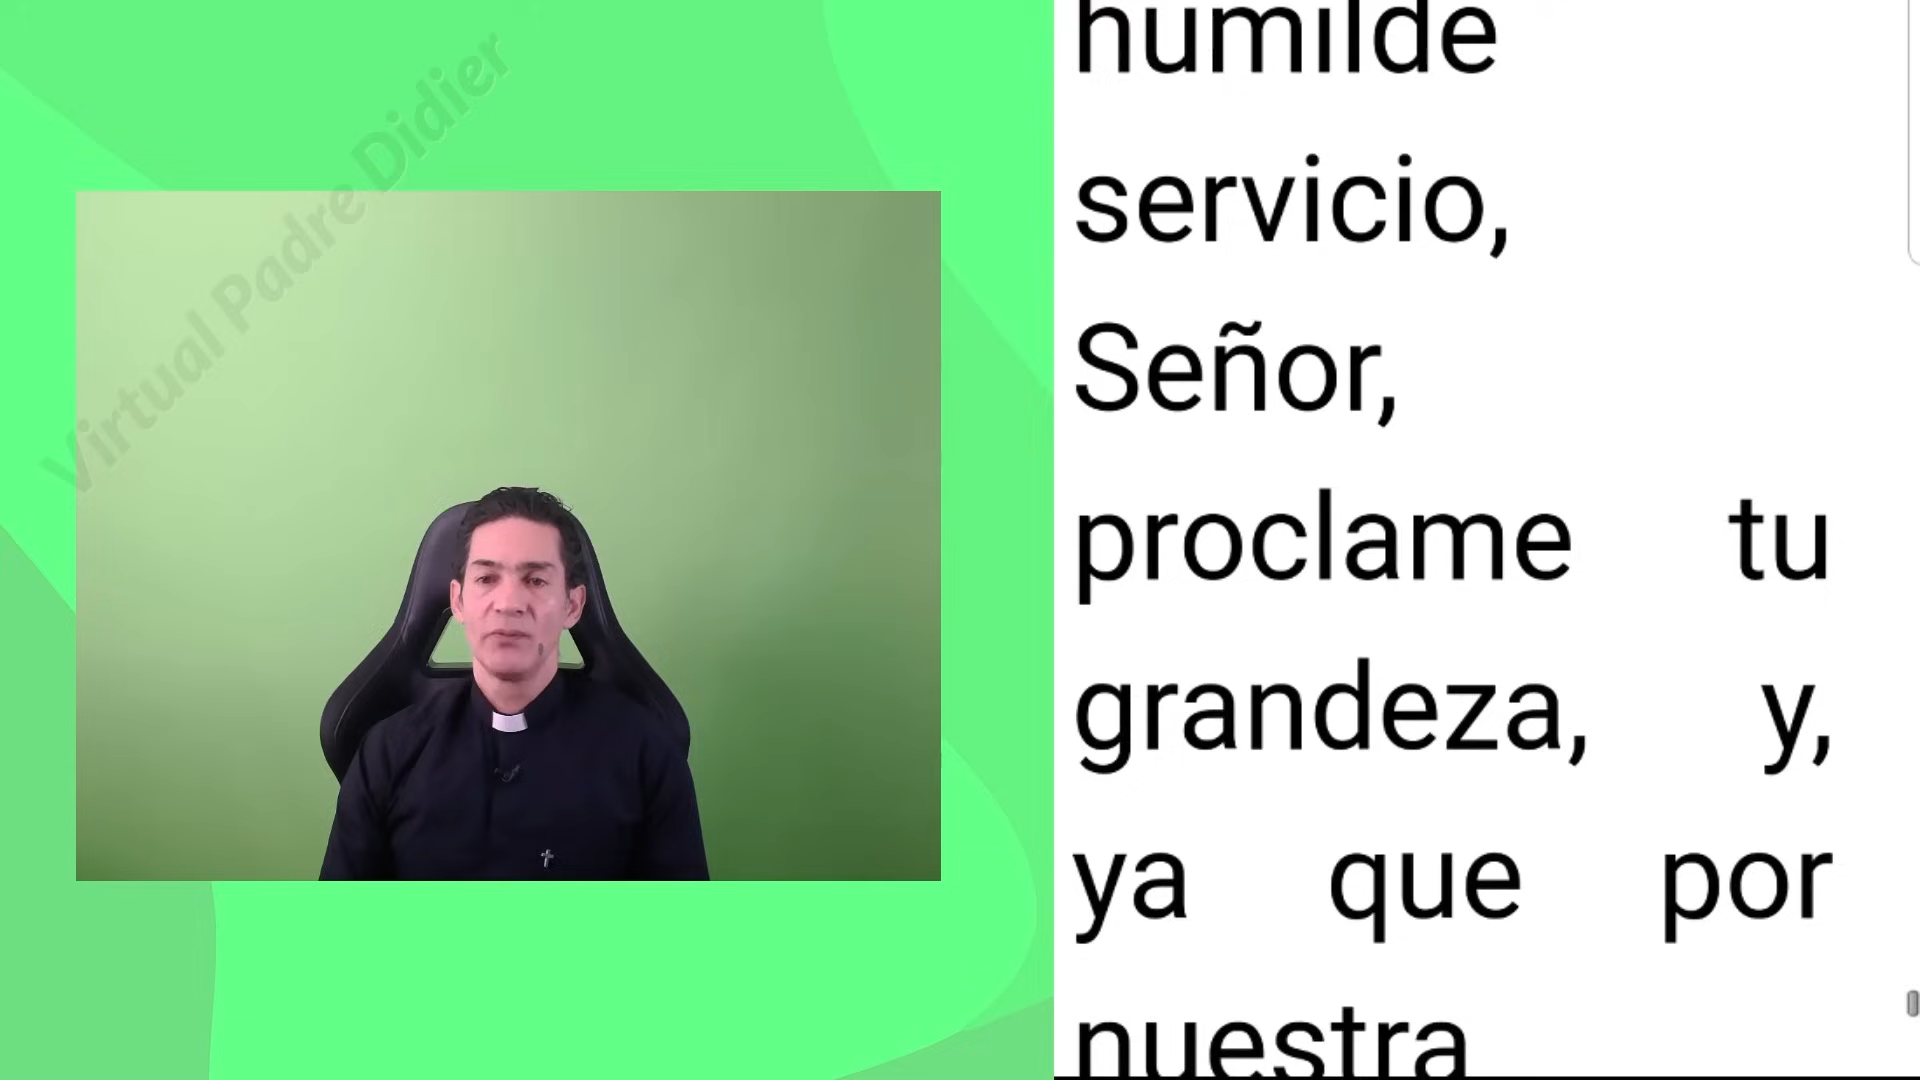 Virtual Padre Didier
humilde
servicio,
Señor,
proclame tu
grandeza, y,
ya que por
nuestra